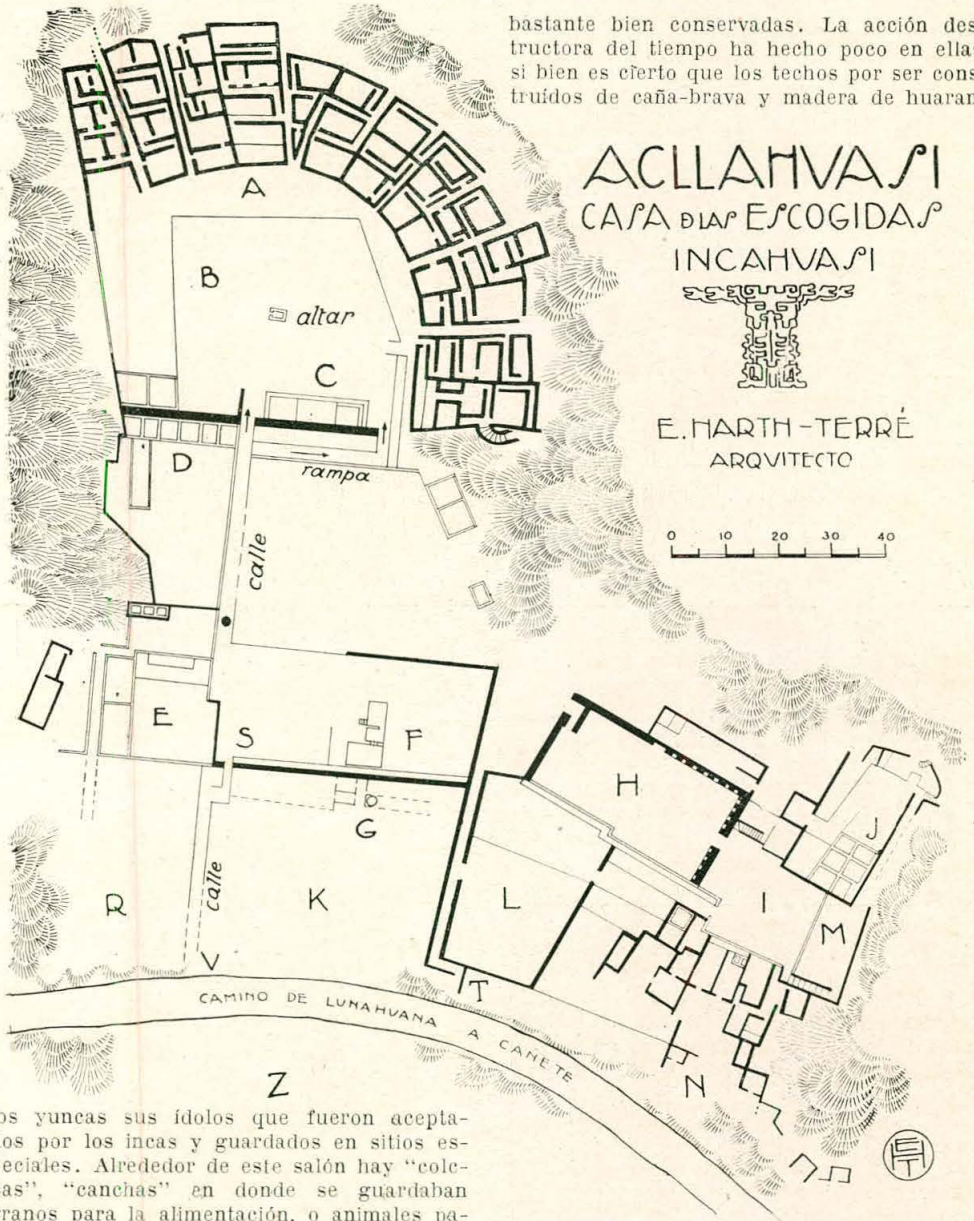 bastante bien conservadas. La acción des
tructora del tiempo ha hecho poco en ella
si bien es cierto que los techos por ser cons
truídos de caña-brava y madera de huaran
ACLLAHVASI
CASA D LAS ESCOGIDAS
INCAHVASI
E. HARTH-TERRÉ
ARQVITECTO
0 10 20 30 40
A
B
altar
C
D
rampa
calle
E
S
F
G
H
J
I
M
R
calle
K
L
V
T
N
CAMINO DE LUNAHUANA A CAÑETE
Z
EHT
os yuncas sus ídolos que fueron acepta-
os por los incas y guardados en sitios es-
eciales. Alrededor de este salón hay “colc-
as”, “canchas” en donde se guardaban
ranos para la alimentación, o animales pa-